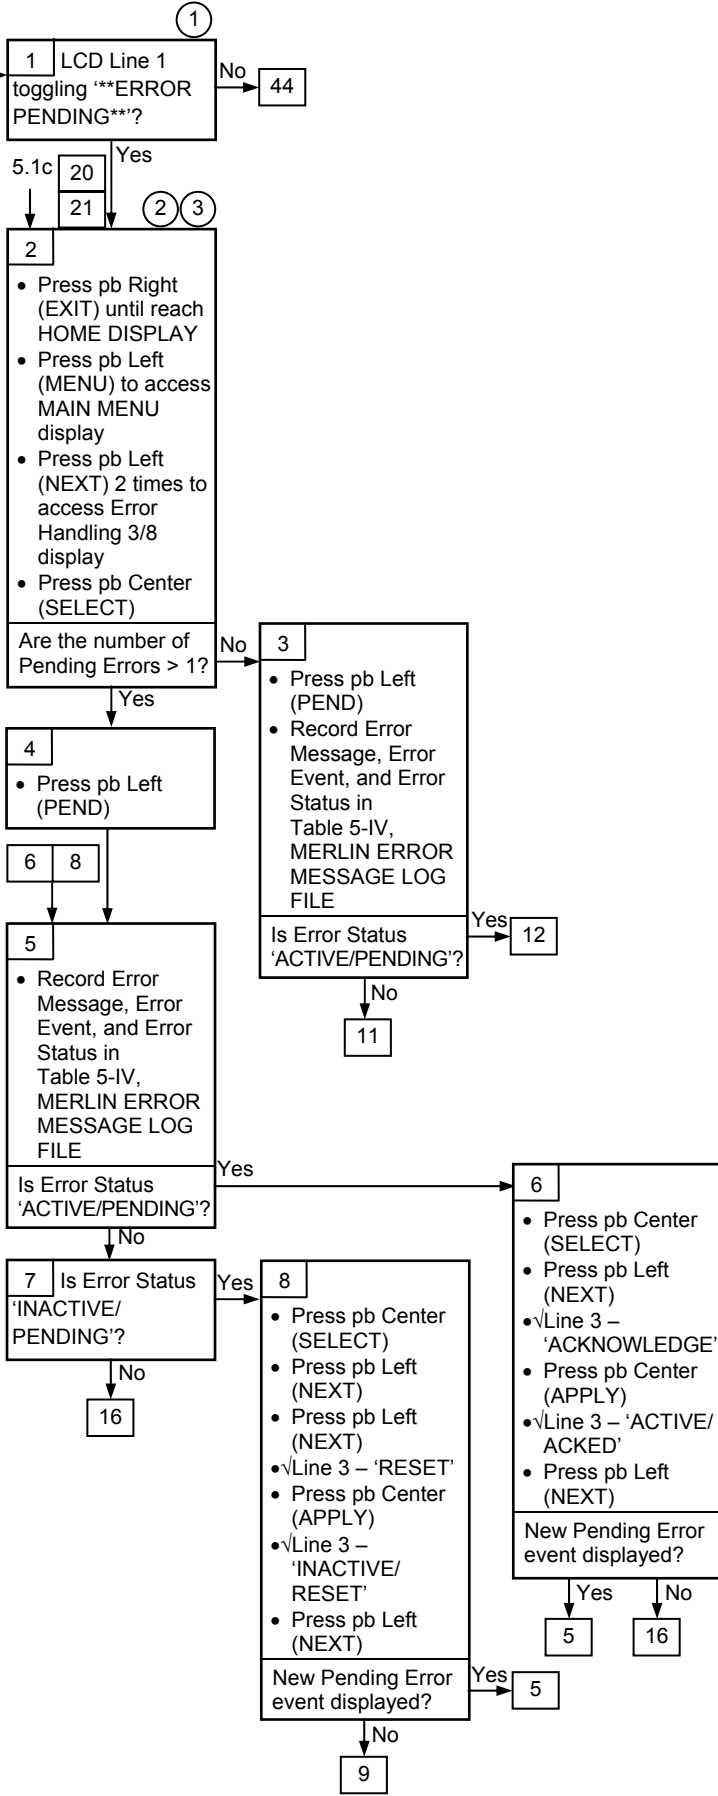 1
1 LCD Line 1
toggling ‘**ERROR
PENDING**’?
No
44
Yes
5.1c
20
21
2
3
2
• Press pb Right
(EXIT) until reach
HOME DISPLAY
• Press pb Left
(MENU) to access
MAIN MENU
display
• Press pb Left
(NEXT) 2 times to
access Error
Handling 3/8
display
• Press pb Center
(SELECT)
Are the number of
Pending Errors > 1?
No
Yes
3
• Press pb Left
(PEND)
• Record Error
Message, Error
Event, and Error
Status in
Table 5-IV,
MERLIN ERROR
MESSAGE LOG
FILE
Is Error Status
‘ACTIVE/PENDING’?
Yes
12
No
11
4
• Press pb Left
(PEND)
6
8
5
• Record Error
Message, Error
Event, and Error
Status in
Table 5-IV,
MERLIN ERROR
MESSAGE LOG
FILE
Is Error Status
‘ACTIVE/PENDING’?
Yes
No
6
• Press pb Center
(SELECT)
• Press pb Left
(NEXT)
•√Line 3 –
‘ACKNOWLEDGE’
• Press pb Center
(APPLY)
•√Line 3 – ‘ACTIVE/
ACKED’
• Press pb Left
(NEXT)
New Pending Error
event displayed?
Yes
No
5
16
7 Is Error Status
‘INACTIVE/
PENDING’?
Yes
No
16
8
• Press pb Center
(SELECT)
• Press pb Left
(NEXT)
• Press pb Left
(NEXT)
•√Line 3 – ‘RESET’
• Press pb Center
(APPLY)
•√Line 3 –
‘INACTIVE/
RESET’
• Press pb Left
(NEXT)
New Pending Error
event displayed?
Yes
5
No
9